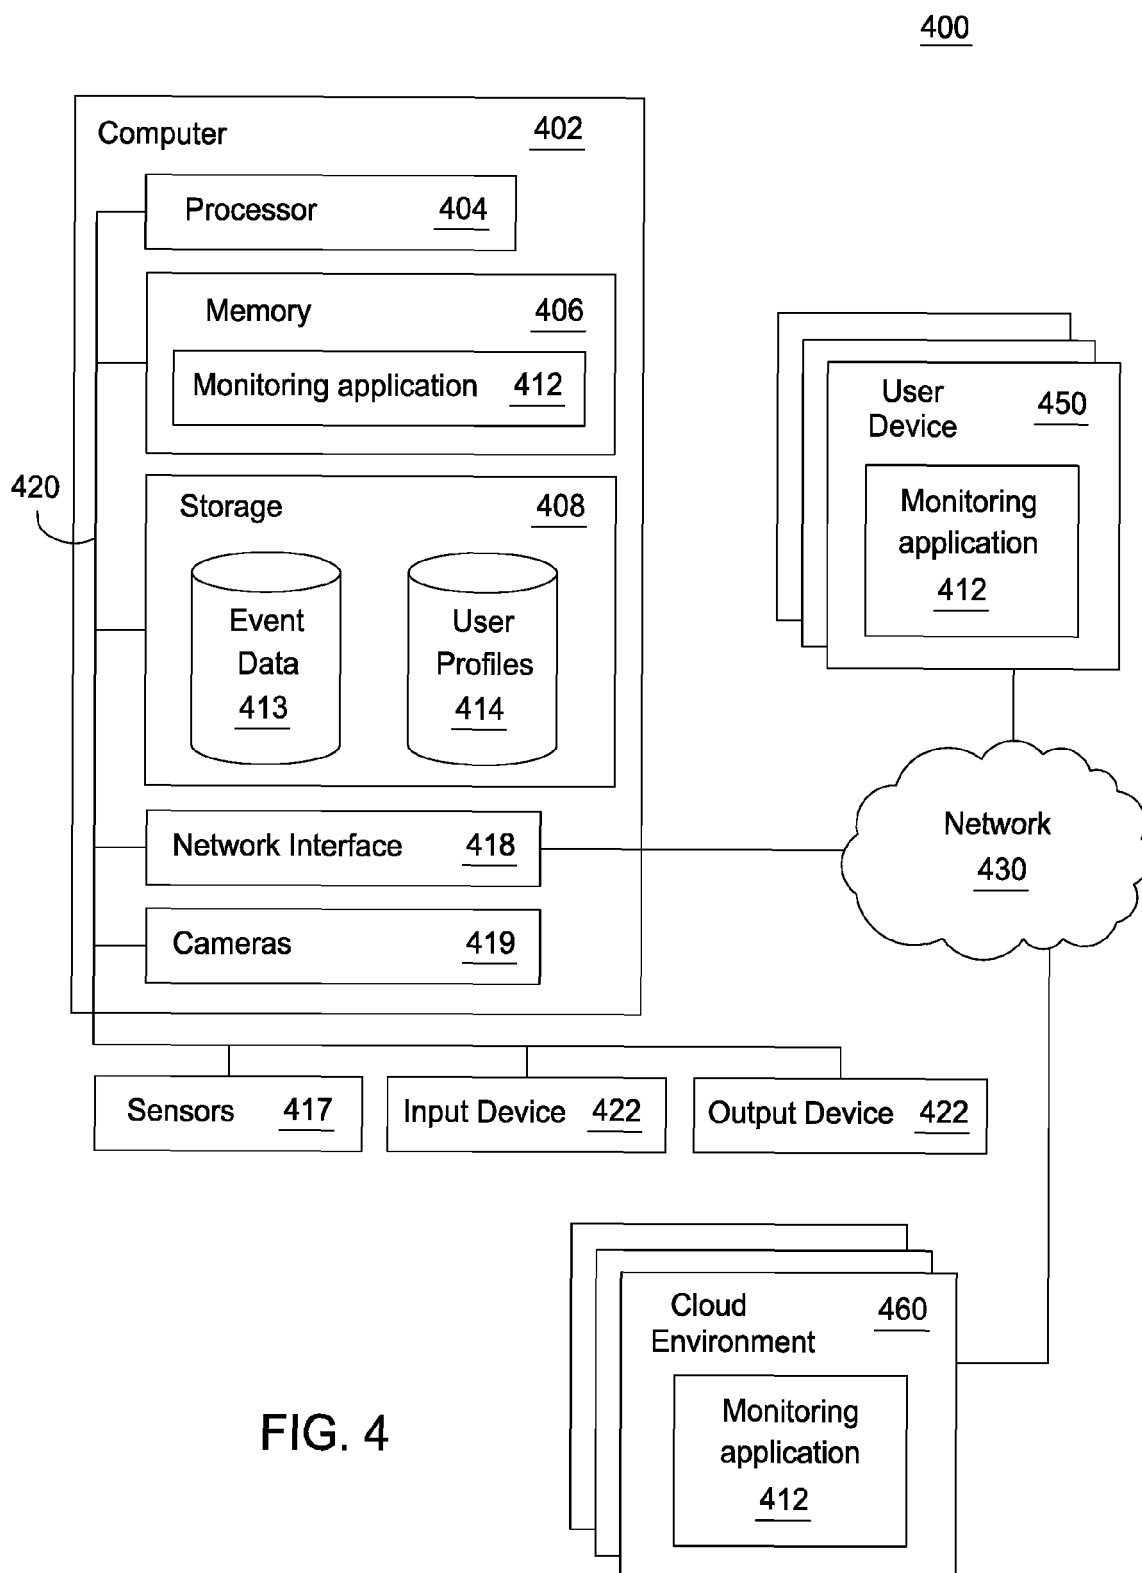 400
Computer 402
Processor 404
Memory 406
Monitoring application 412
420
Storage 408
Event
Data
413
User
Profiles
414
Network Interface 418
Cameras 419
Sensors 417
Input Device 422
Output Device 422
User
Device
450
Monitoring
application
412
Network
430
Cloud
Environment
460
Monitoring
application
412
FIG. 4